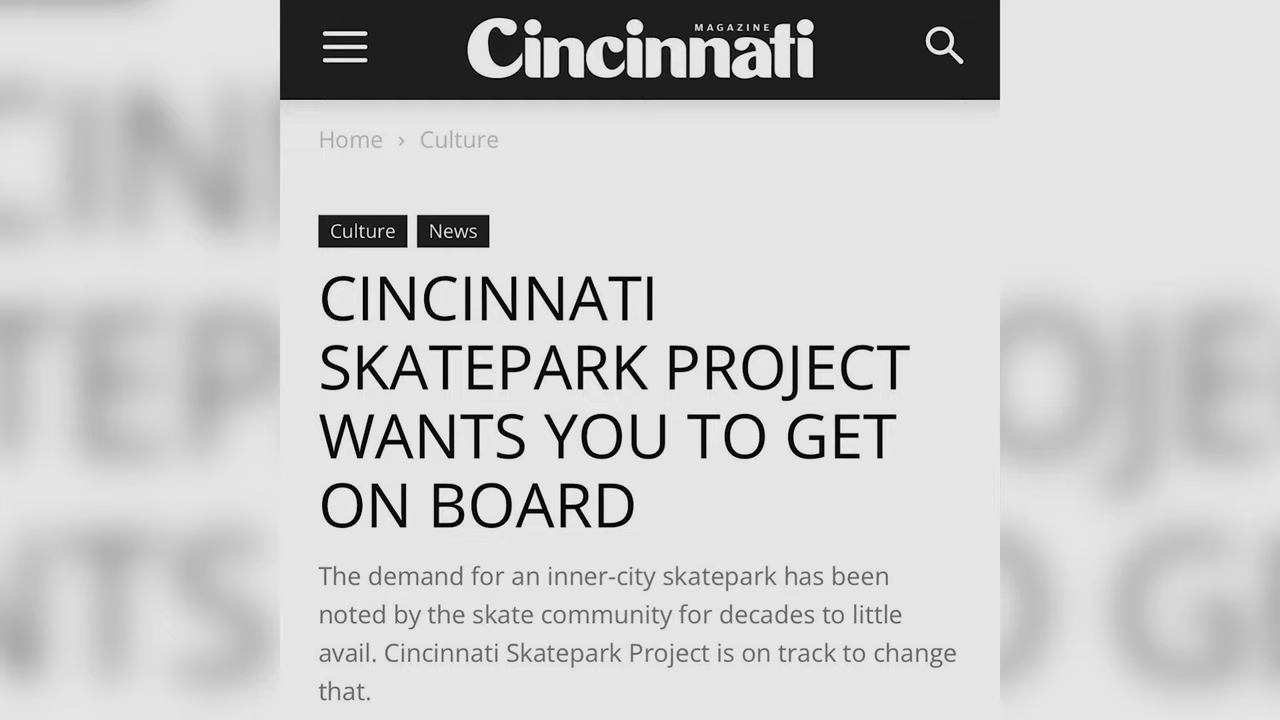 MAGAZINE
Cincinnati
Home › Culture
Culture News
CINCINNATI
SKATEPARK PROJECT
WANTS YOU TO GET
ON BOARD
The demand for an inner-city skatepark has been
noted by the skate community for decades to little
avail. Cincinnati Skatepark Project is on track to change
that.